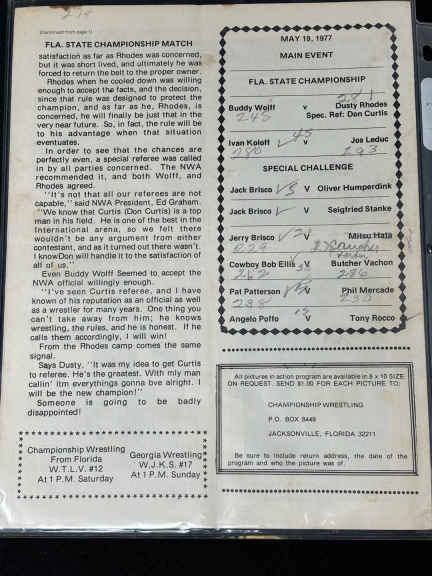 (continued from page 1)
FLA. STATE CHAMPIONSHIP MATCH
satisfaction as far as Rhodes was concerned,
but it was short lived, and ultimately he was
forced to return the belt to the proper owner.
Rhodes when he cooled down was willing
enough to accept the facts, and the decision,
since that rule was designed to protect the
champion, and as far as he, Rhodes, is
concerned, he will finally be just that in the
very near future. So, in fact, the rule will be
to his advantage when that situation
eventuates.
In order to see that the chances are
perfectly even, a special referee was called
in by all parties concerned. The NWA
recommended it, and both Wolff, and
Rhodes agreed.
"It's not that all our referees are not
capable," said NWA President, Ed Graham.
"We know that Curtis (Don Curtis) is a top
man in his field. He is one of the best in the
International arena, so we felt there
wouldn't be any argument from either
contestant, and as it turned out there wasn't.
I know Don will handle it to the satisfaction of
all of us."
Even Buddy Wolff Seemed to accept the
NWA official willingly enough.
"I've seen Curtis referee, and I have
known of his reputation as an official as well
as a wrestler for many years. One thing you
can't take away from him; he knows
wrestling, the rules, and he is honest. If he
calls them accordingly, I will win!
From the Rhodes camp comes the same
signal.
Says Dusty, "It was my idea to get Curtis
to referee. He's the greatest. With mly man
callin' itm everythings gonna bve alright. I
will be the new champion!"
Someone is going to be badly
disappointed!
Championship Wrestling
From Florida
W.T.L.V. #12
At 1 P.M. Saturday
Georgia Wrestling
W.J.K.S. #17
At 1 P.M. Sunday
MAY 19, 1977
MAIN EVENT
FLA. STATE CHAMPIONSHIP
281
Buddy Wolff v Dusty Rhodes
245 Spec. Ref: Don Curtis
45
Ivan Koloff v Joe Leduc
280 293
SPECIAL CHALLENGE
Jack Brisco V Oliver Humperdink
Jack Brisco V Seigfried Stanke
Jerry Brisco v Mitsu Hata
Cowboy Bob Ellis v Butcher Vachon
262 286
Pat Patterson v Phil Mercade
238 230
15
Angelo Poffo V Tony Rocco
All pictures in action program are available in 8 x 10 SIZE
ON REQUEST. SEND $1.00 FOR EACH PICTURE TO:
CHAMPIONSHIP WRESTLING
P.O. BOX 8449
JACKSONVILLE, FLORIDA 32211
Be sure to include return address, the date of the
program and who the picture was of.